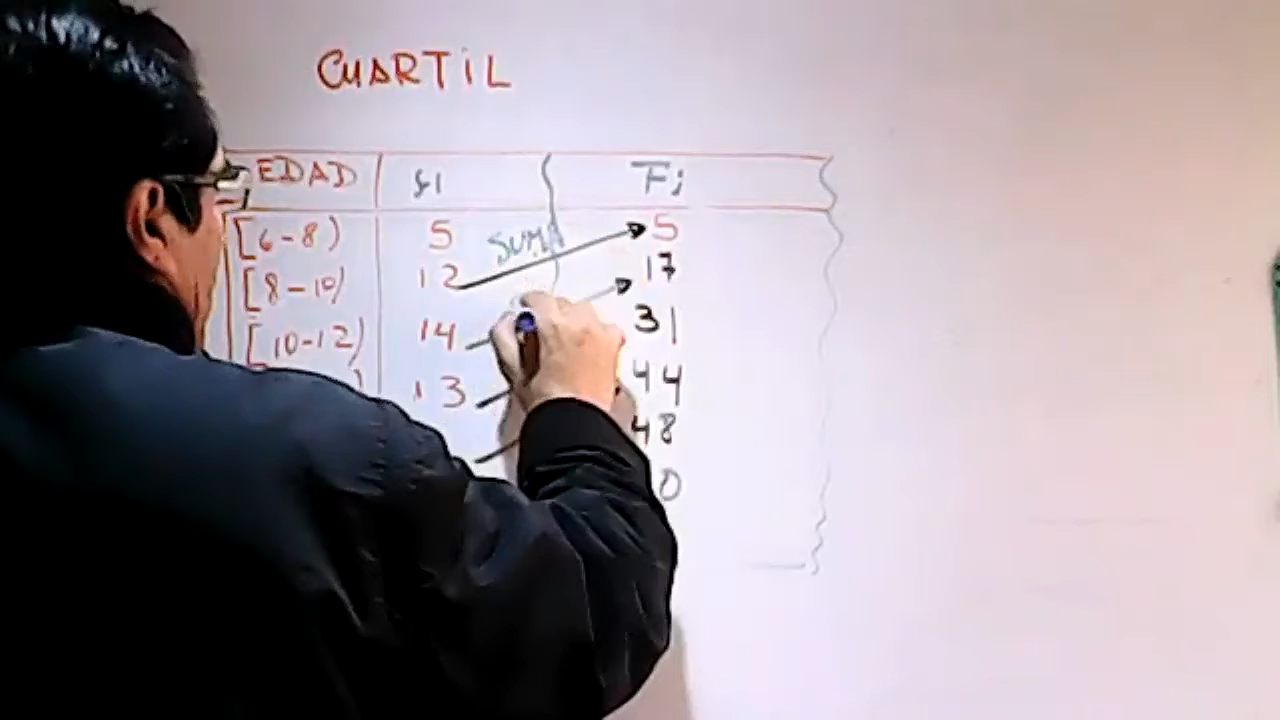 CUARTIL
EDAD fi Fi
[6-8) 5 SUMA 5
[8-10) 12 17
[10-12) 14 31
) 13 44
48
0